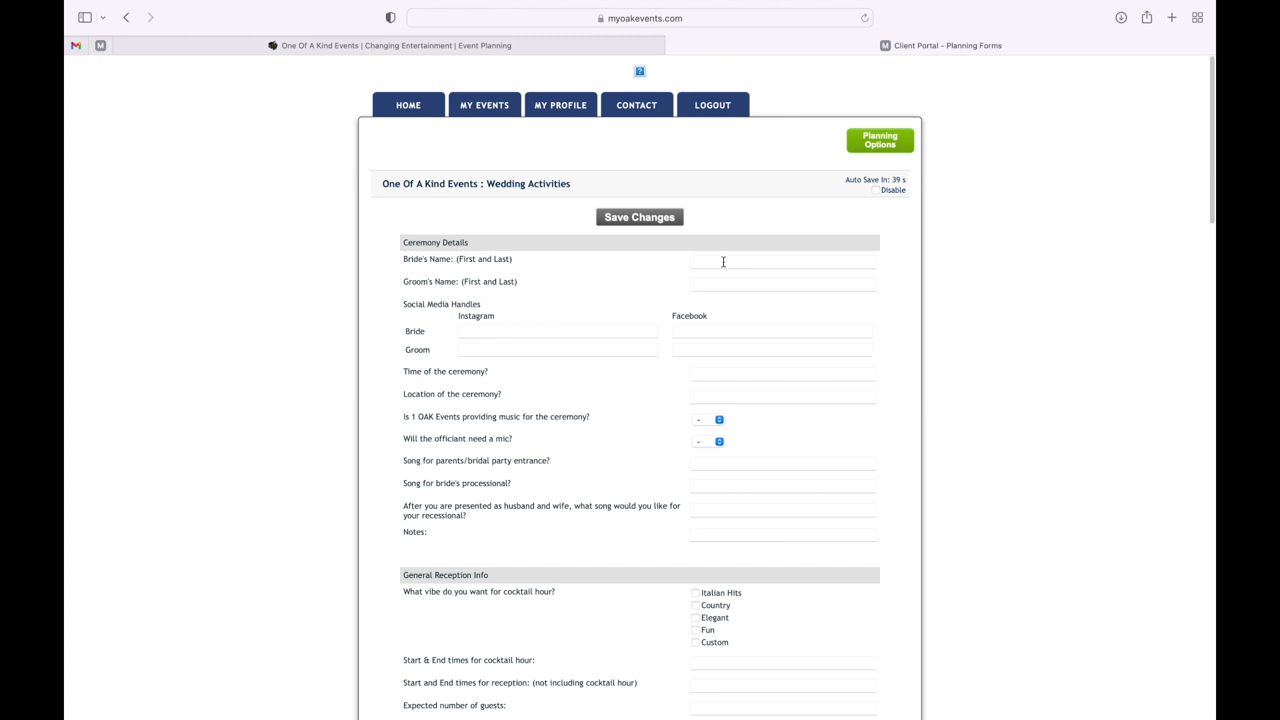 myoakevents.com
M
One Of A Kind Events | Changing Entertainment | Event Planning
M Client Portal - Planning Forms
?
HOME MY EVENTS MY PROFILE CONTACT LOGOUT
Planning
Options
One Of A Kind Events : Wedding Activities
Auto Save In: 39 s
Disable
Save Changes
Ceremony Details
Bride's Name: (First and Last)
Groom's Name: (First and Last)
Social Media Handles
Instagram Facebook
Bride
Groom
Time of the ceremony?
Location of the ceremony?
Is 1 OAK Events providing music for the ceremony? -
Will the officiant need a mic? -
Song for parents/bridal party entrance?
Song for bride's processional?
After you are presented as husband and wife, what song would you like for
your recessional?
Notes:
General Reception Info
What vibe do you want for cocktail hour? Italian Hits
Country
Elegant
Fun
Custom
Start & End times for cocktail hour:
Start and End times for reception: (not including cocktail hour)
Expected number of guests: